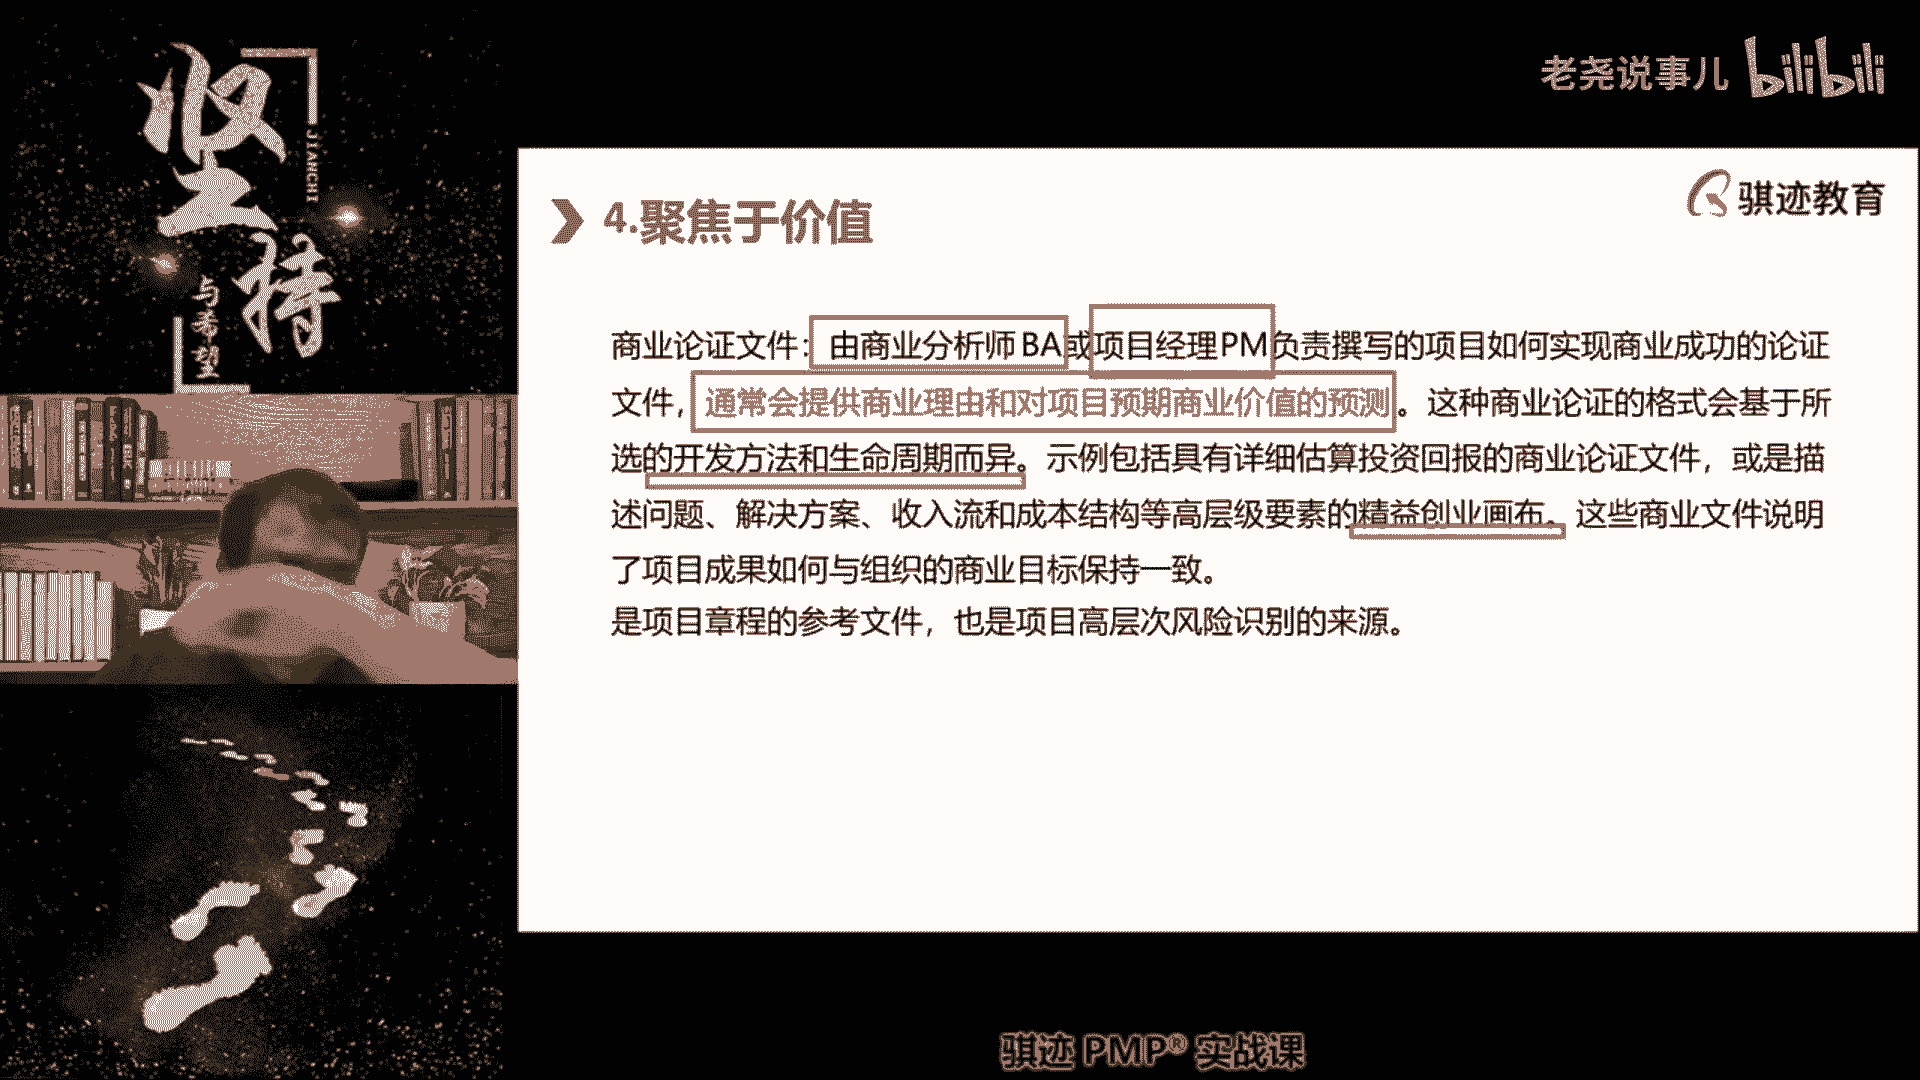 坚持
JIANCHI
与希望
老尧说事儿 bilibili
骐迹教育
4.聚焦于价值
商业论证文件：由商业分析师BA或项目经理PM负责撰写的项目如何实现商业成功的论证
文件，通常会提供商业理由和对项目预期商业价值的预测。这种商业论证的格式会基于所
选的开发方法和生命周期而异。示例包括具有详细估算投资回报的商业论证文件，或是描
述问题、解决方案、收入流和成本结构等高层级要素的精益创业画布。这些商业文件说明
了项目成果如何与组织的商业目标保持一致。
是项目章程的参考文件，也是项目高层次风险识别的来源。
骐迹 PMP® 实战课